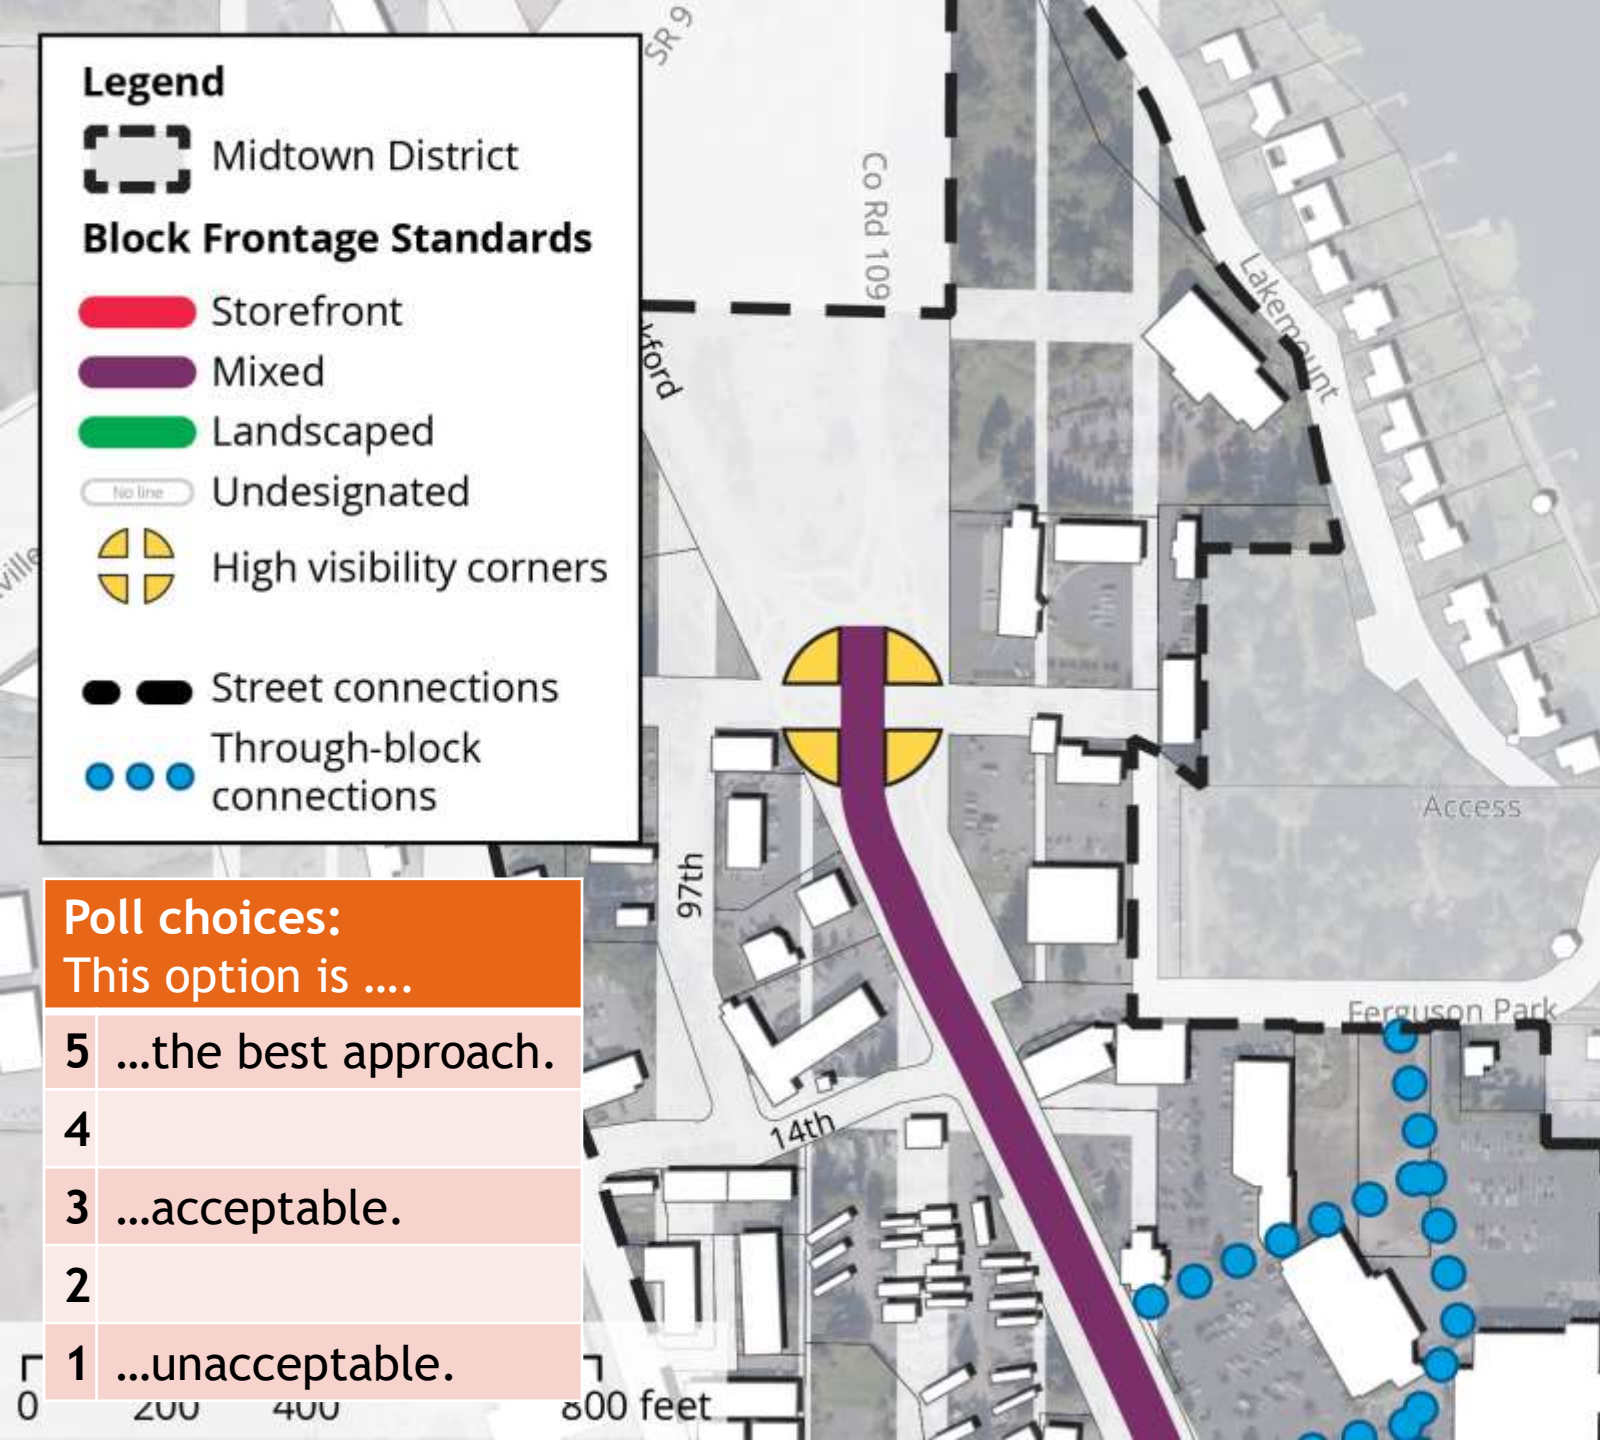 SR 9
Legend
Midtown District
Block Frontage Standards
Storefront
Mixed
Landscaped
No line
Undesignated
High visibility corners
Street connections
Through-block
connections
Co Rd 109
Lakemount
xford
ville
Access
97th
Ferguson Park
14th
Poll choices:
This option is ....
5 ...the best approach.
4
3 ...acceptable.
2
1 ...unacceptable.
0 200 400 800 feet